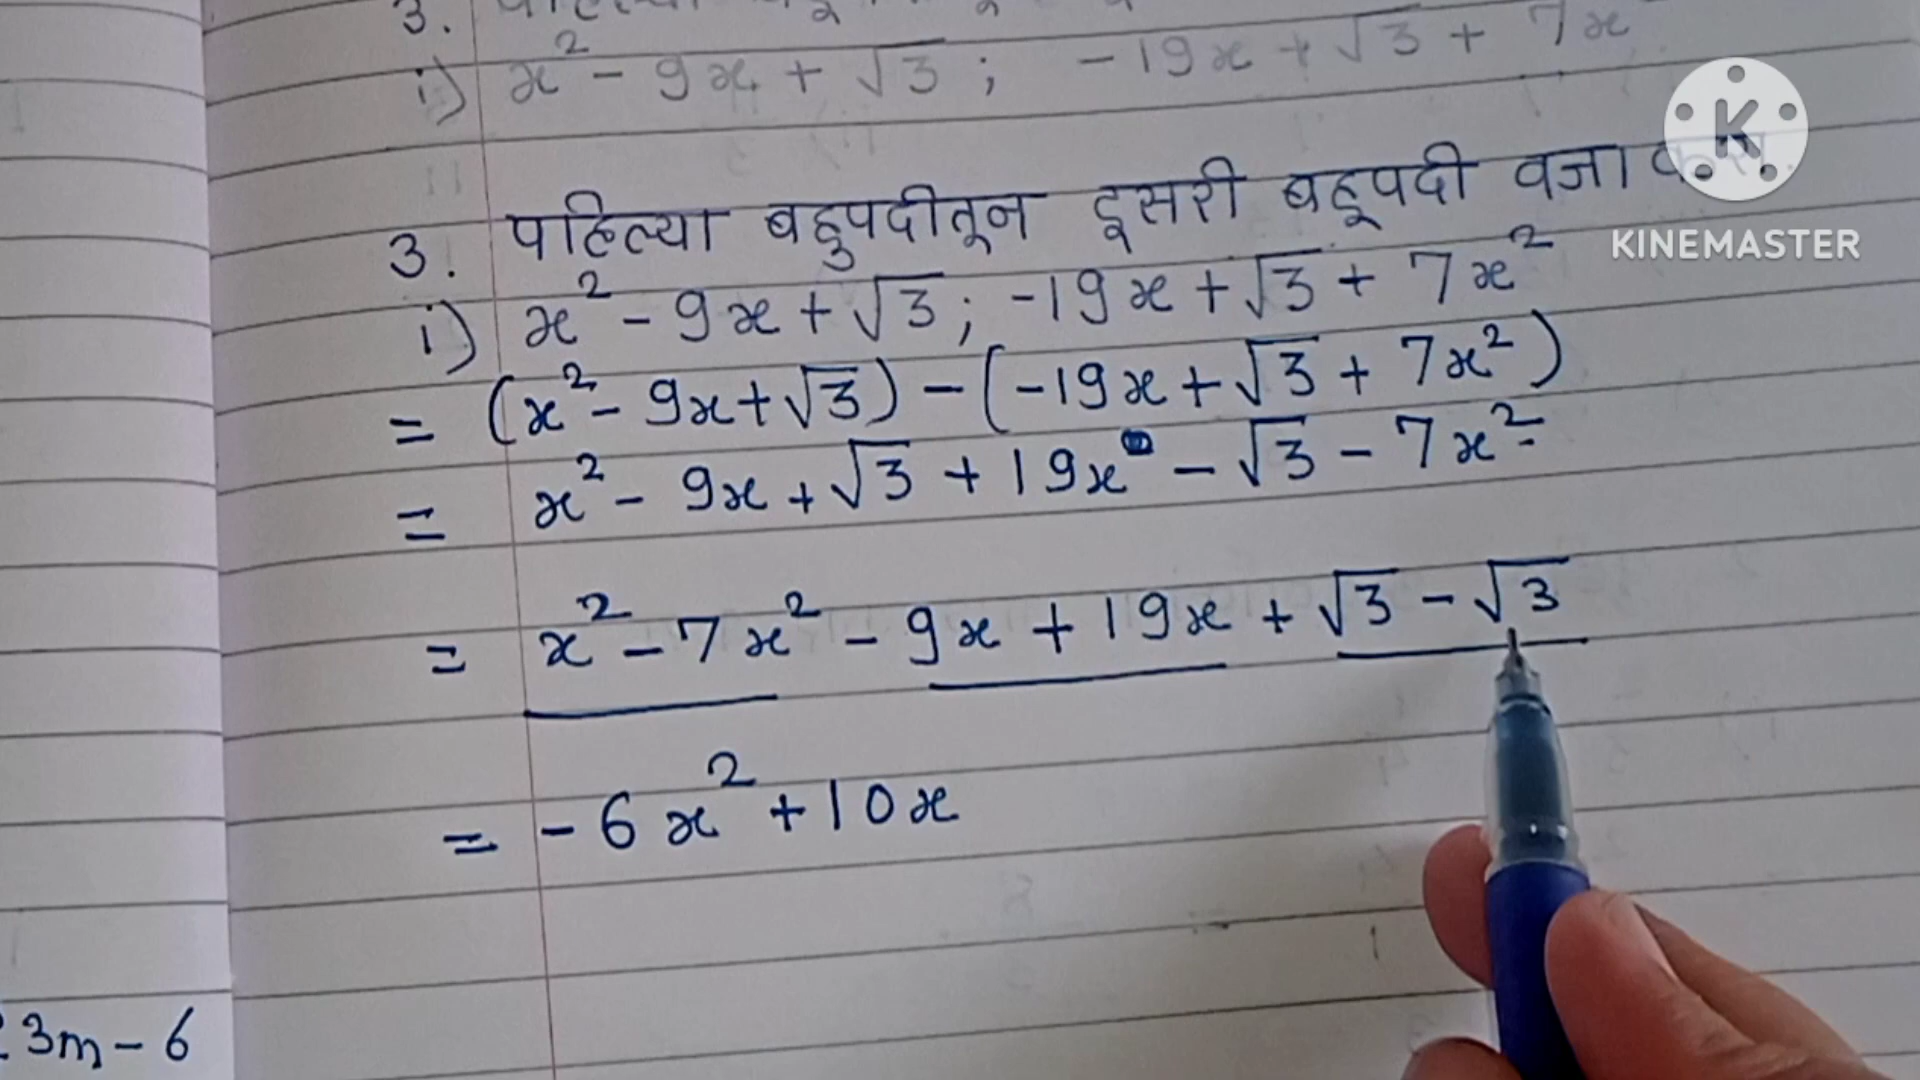 3.
i) x² - 9x + √3 ; - 19x + √3 + 7x
K
KINEMASTER
3. पहिल्या बहुपदीतून दूसरी बहूपदी वजा
i) x² - 9x + √3 ; - 19x + √3 + 7x²
= (x² - 9x + √3) - (-19x + √3 + 7x²)
= x² - 9x + √3 + 19x - √3 - 7x²
= x² - 7x² - 9x + 19x + √3 - √3
= - 6x² + 10x
3m - 6